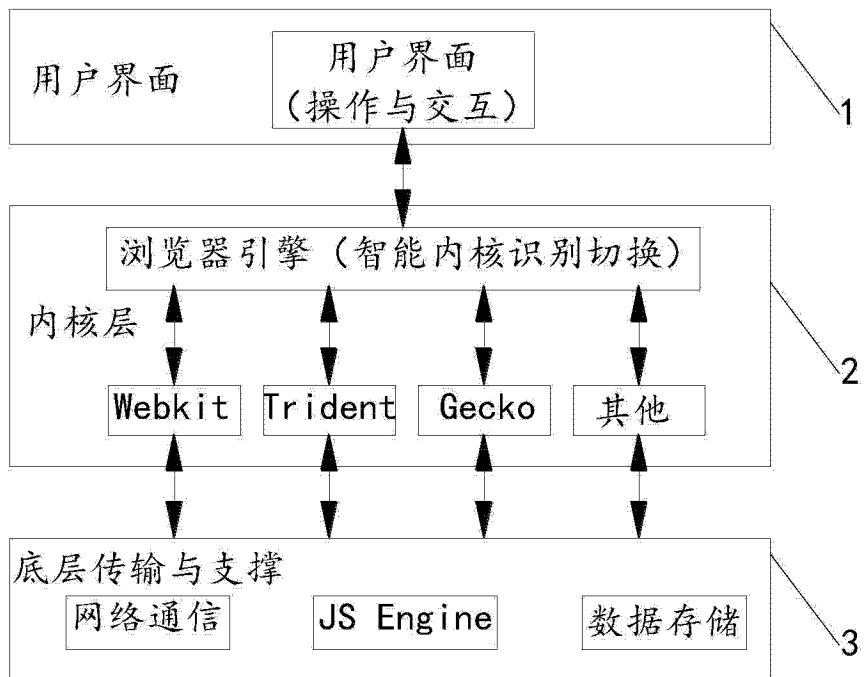 用户界面
用户界面
（操作与交互）
1
浏览器引擎（智能内核识别切换）
内核层
2
Webkit Trident Gecko 其他
底层传输与支撑
网络通信 JS Engine 数据存储
3